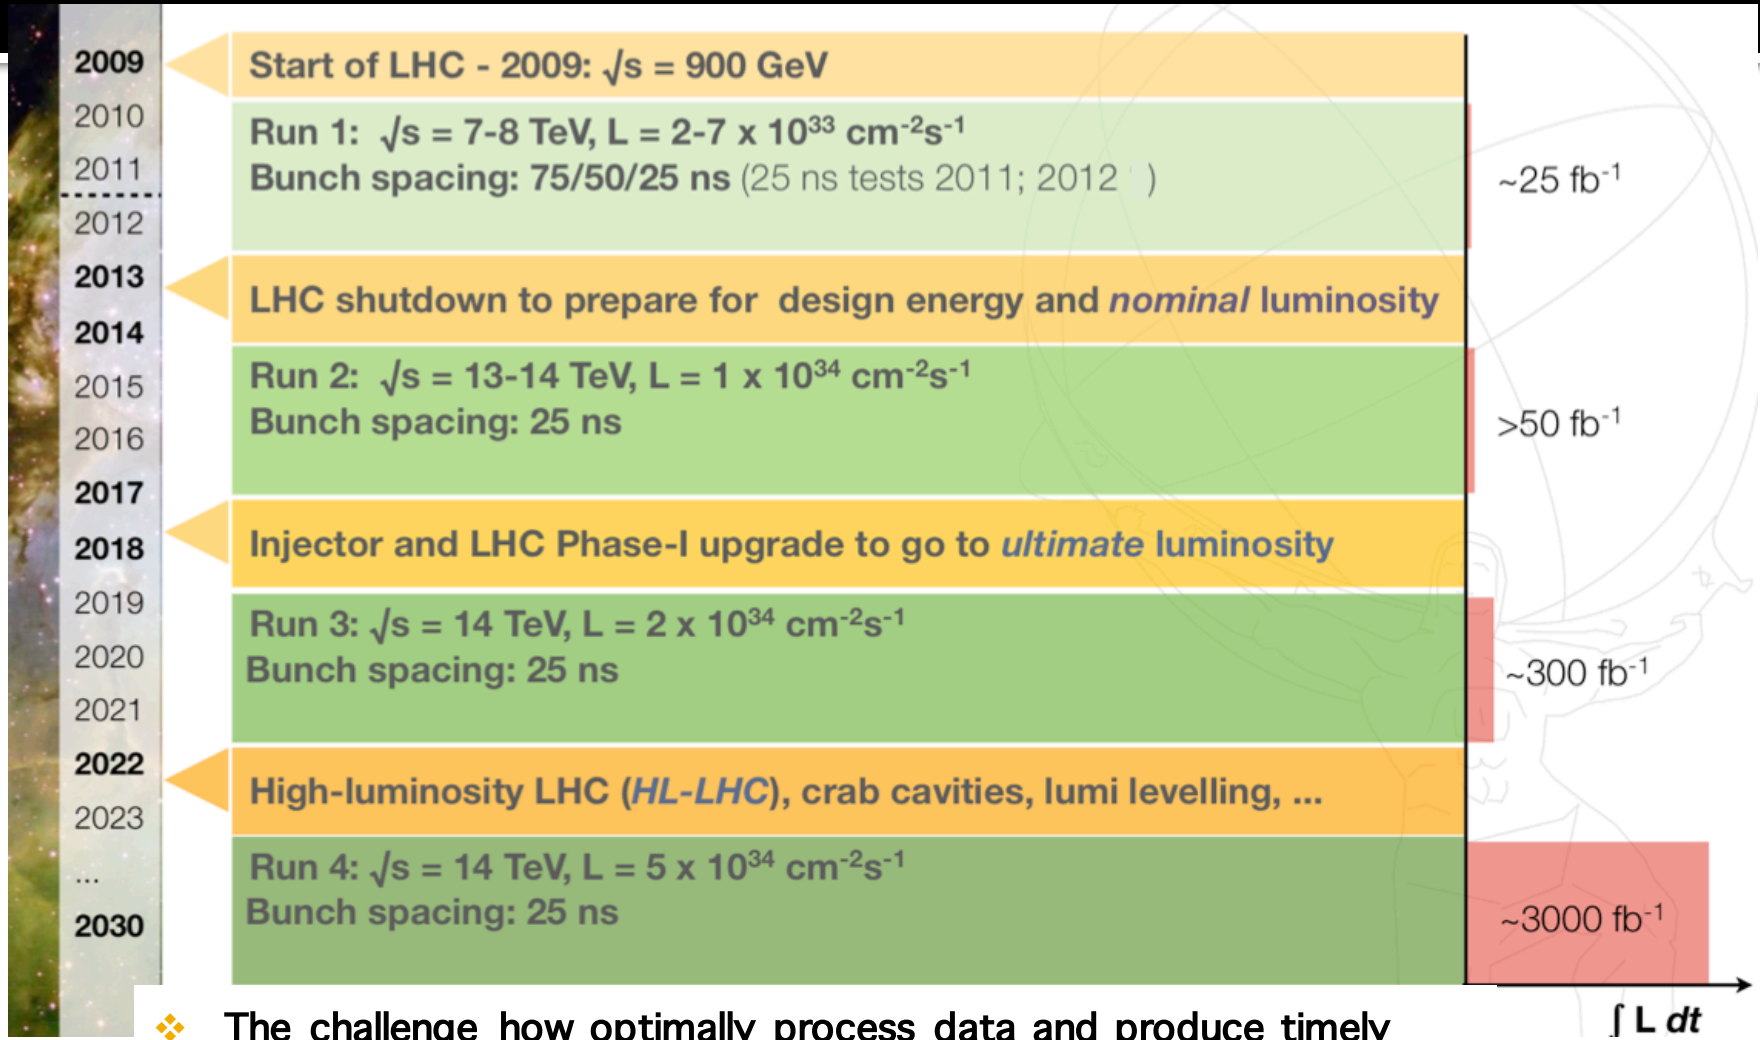 2009
Start of LHC - 2009: √s = 900 GeV
2010
Run 1: √s = 7-8 TeV, L = 2-7 x 10³³ cm⁻²s⁻¹
2011
Bunch spacing: 75/50/25 ns (25 ns tests 2011; 2012 )
~25 fb⁻¹
2012
2013
LHC shutdown to prepare for design energy and nominal luminosity
2014
2015
Run 2: √s = 13-14 TeV, L = 1 x 10³⁴ cm⁻²s⁻¹
Bunch spacing: 25 ns
>50 fb⁻¹
2016
2017
Injector and LHC Phase-I upgrade to go to ultimate luminosity
2018
2019
Run 3: √s = 14 TeV, L = 2 x 10³⁴ cm⁻²s⁻¹
2020
Bunch spacing: 25 ns
~300 fb⁻¹
2021
2022
High-luminosity LHC (HL-LHC), crab cavities, lumi levelling, ...
2023
...
Run 4: √s = 14 TeV, L = 5 x 10³⁴ cm⁻²s⁻¹
2030
Bunch spacing: 25 ns
~3000 fb⁻¹
∫ L dt
❖ The challenge how optimally process data and produce timely